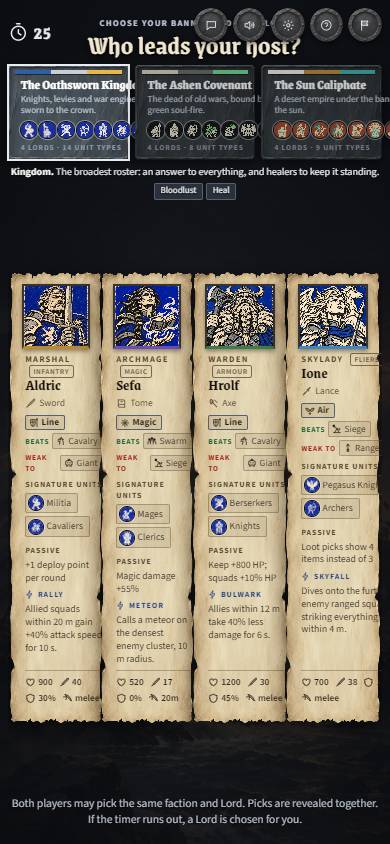 CHOOSE YOUR BAN
25
Who leads your host?
The Oathsworn Kingd
Knights, levies and war engine
sworn to the crown.
4 LORDS · 14 UNIT TYPES
The Ashen Covenant
The dead of old wars, bound b
green soul-fire.
4 LORDS · 8 UNIT TYPES
The Sun Caliphate
A desert empire under the ban
the sun.
4 LORDS · 9 UNIT TYPES
Kingdom. The broadest roster: an answer to everything, and healers to keep it standing.
Bloodlust Heal
MARSHAL
INFANTRY
Aldric
Sword
Line
BEATS Cavalry
WEAK TO Giant
SIGNATURE UNITS
Militia
Cavaliers
PASSIVE
+1 deploy point
per round
RALLY
Allied squads
within 20 m gain
+40% attack speed
for 10 s.
900 40
30% melee
ARCHMAGE
MAGIC
Sefa
Tome
Magic
BEATS Swarm
WEAK TO Siege
SIGNATURE
UNITS
Mages
Clerics
PASSIVE
Magic damage
+55%
METEOR
Calls a meteor on
the densest
enemy cluster, 10
m radius.
520 17
0% 20m
WARDEN
ARMOUR
Hrolf
Axe
Line
BEATS Cavalry
WEAK TO Giant
SIGNATURE UNITS
Berserkers
Knights
PASSIVE
Keep +800 HP;
squads +10% HP
BULWARK
Allies within 12 m
take 40% less
damage for 6 s.
1200 30
45% melee
SKYLADY FLIERS
Ione
Lance
Air
BEATS Siege
WEAK TO Range
SIGNATURE UNITS
Pegasus Knig
Archers
PASSIVE
Loot picks show 4
items instead of 3
SKYFALL
Dives onto the furt
enemy ranged squ
striking everything
within 4 m.
700 38
melee
Both players may pick the same faction and Lord. Picks are revealed together.
If the timer runs out, a Lord is chosen for you.